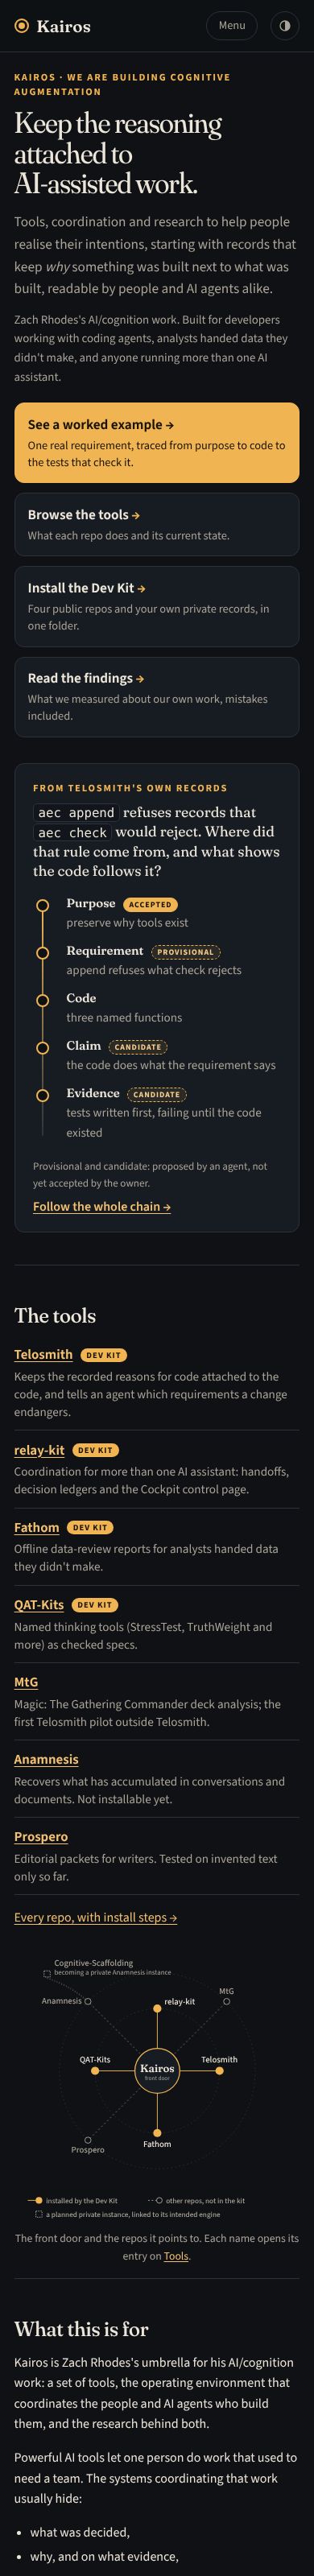 Kairos
Menu
KAIROS · WE ARE BUILDING COGNITIVE
AUGMENTATION
Keep the reasoning
attached to
AI-assisted work.
Tools, coordination and research to help people
realise their intentions, starting with records that
keep why something was built next to what was
built, readable by people and AI agents alike.
Zach Rhodes's AI/cognition work. Built for developers
working with coding agents, analysts handed data they
didn't make, and anyone running more than one AI
assistant.
See a worked example →
One real requirement, traced from purpose to code to
the tests that check it.
Browse the tools →
What each repo does and its current state.
Install the Dev Kit →
Four public repos and your own private records, in
one folder.
Read the findings →
What we measured about our own work, mistakes
included.
FROM TELOSMITH'S OWN RECORDS
aec append refuses records that
aec check would reject. Where did
that rule come from, and what shows
the code follows it?
Purpose ACCEPTED
preserve why tools exist
Requirement PROVISIONAL
append refuses what check rejects
Code
three named functions
Claim CANDIDATE
the code does what the requirement says
Evidence CANDIDATE
tests written first, failing until the code
existed
Provisional and candidate: proposed by an agent, not
yet accepted by the owner.
Follow the whole chain →
The tools
Telosmith DEV KIT
Keeps the recorded reasons for code attached to the
code, and tells an agent which requirements a change
endangers.
relay-kit DEV KIT
Coordination for more than one AI assistant: handoffs,
decision ledgers and the Cockpit control page.
Fathom DEV KIT
Offline data-review reports for analysts handed data
they didn't make.
QAT-Kits DEV KIT
Named thinking tools (StressTest, TruthWeight and
more) as checked specs.
MtG
Magic: The Gathering Commander deck analysis; the
first Telosmith pilot outside Telosmith.
Anamnesis
Recovers what has accumulated in conversations and
documents. Not installable yet.
Prospero
Editorial packets for writers. Tested on invented text
only so far.
Every repo, with install steps →
Cognitive-Scaffolding
becoming a private Anamnesis instance
MtG
Anamnesis
relay-kit
QAT-Kits
Kairos
front door
Telosmith
Prospero
Fathom
installed by the Dev Kit
other repos, not in the kit
a planned private instance, linked to its intended engine
The front door and the repos it points to. Each name opens its
entry on Tools.
What this is for
Kairos is Zach Rhodes's umbrella for his AI/cognition
work: a set of tools, the operating environment that
coordinates the people and AI agents who build
them, and the research behind both.
Powerful AI tools let one person do work that used to
need a team. The systems coordinating that work
usually hide:
• what was decided,
• why, and on what evidence,